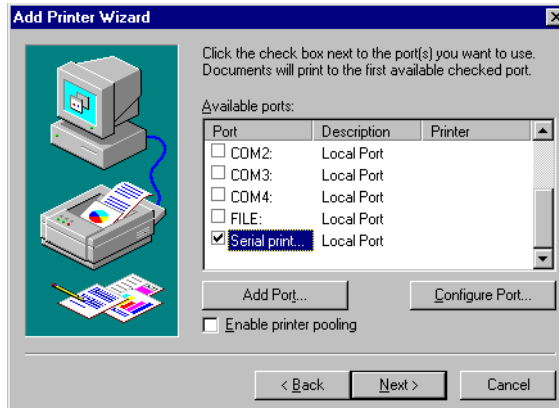 Add Printer Wizard
Click the check box next to the port(s) you want to use.
Documents will print to the first available checked port.
Available ports:
Port Description Printer
COM2: Local Port
COM3: Local Port
COM4: Local Port
FILE: Local Port
Serial print... Local Port
Add Port... Configure Port...
Enable printer pooling
< Back Next > Cancel